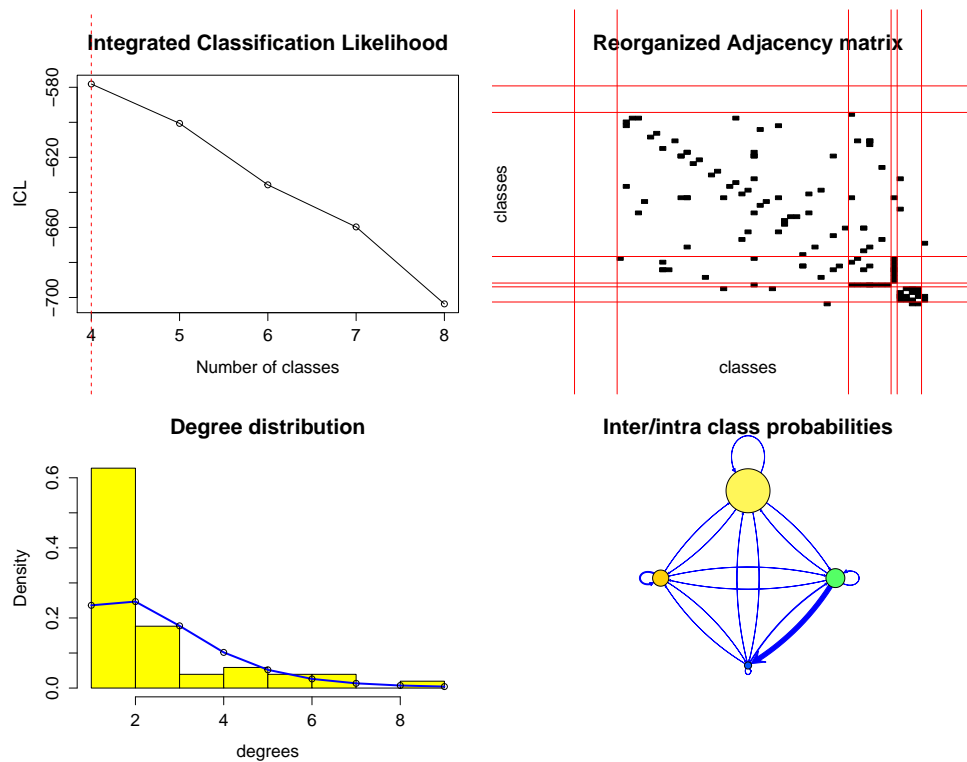 Integrated Classification Likelihood
ICL
−580
−620
−660
−700
4 5 6 7 8
Number of classes
Reorganized Adjacency matrix
classes
classes
Degree distribution
Density
0.6
0.4
0.2
0.0
2 4 6 8
degrees
Inter/intra class probabilities